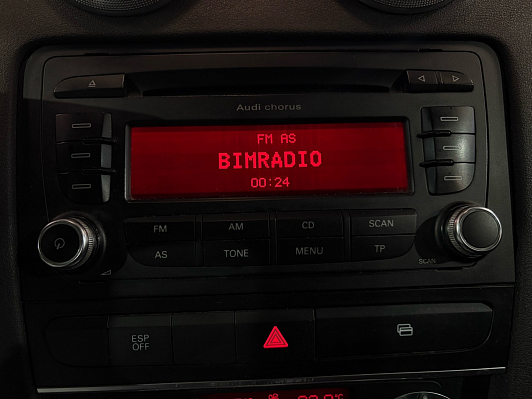 Audi chorus
FM AS
BIMRADIO
00:24
FM AM CD SCAN
AS TONE MENU TP
SCAN
ESP
OFF